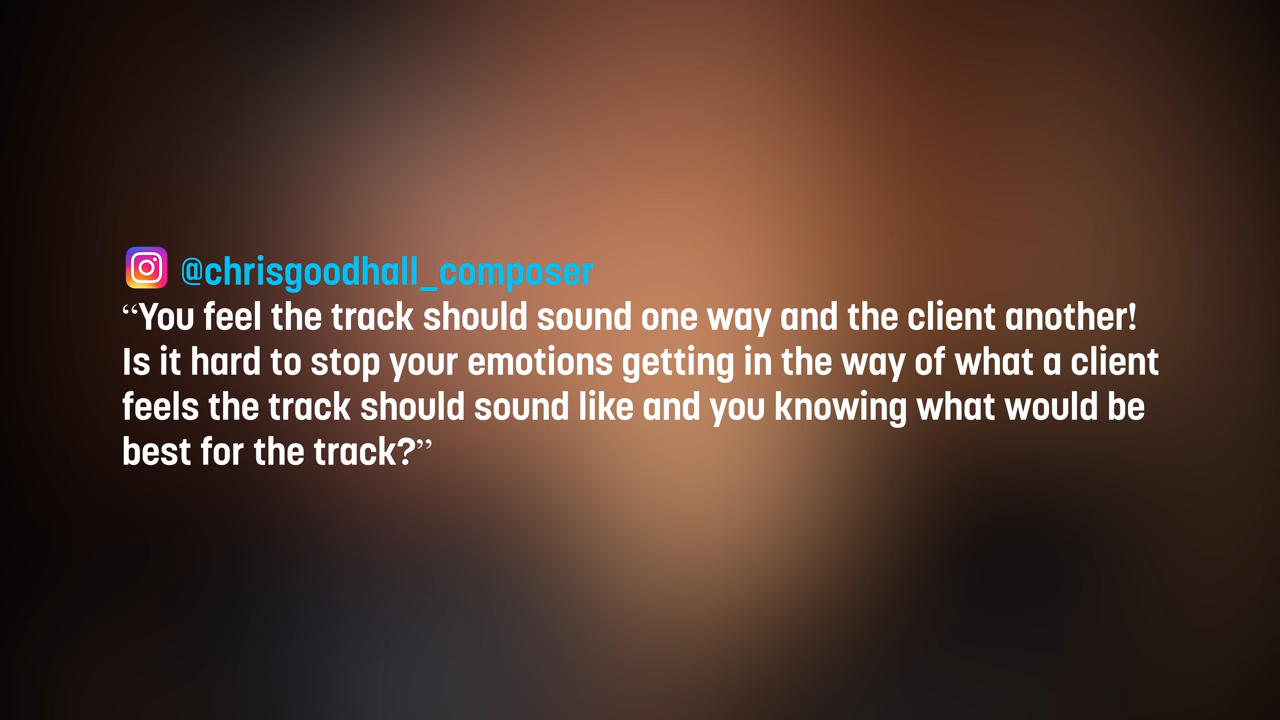 @chrisgoodhall_composer
“You feel the track should sound one way and the client another!
Is it hard to stop your emotions getting in the way of what a client
feels the track should sound like and you knowing what would be
best for the track?”